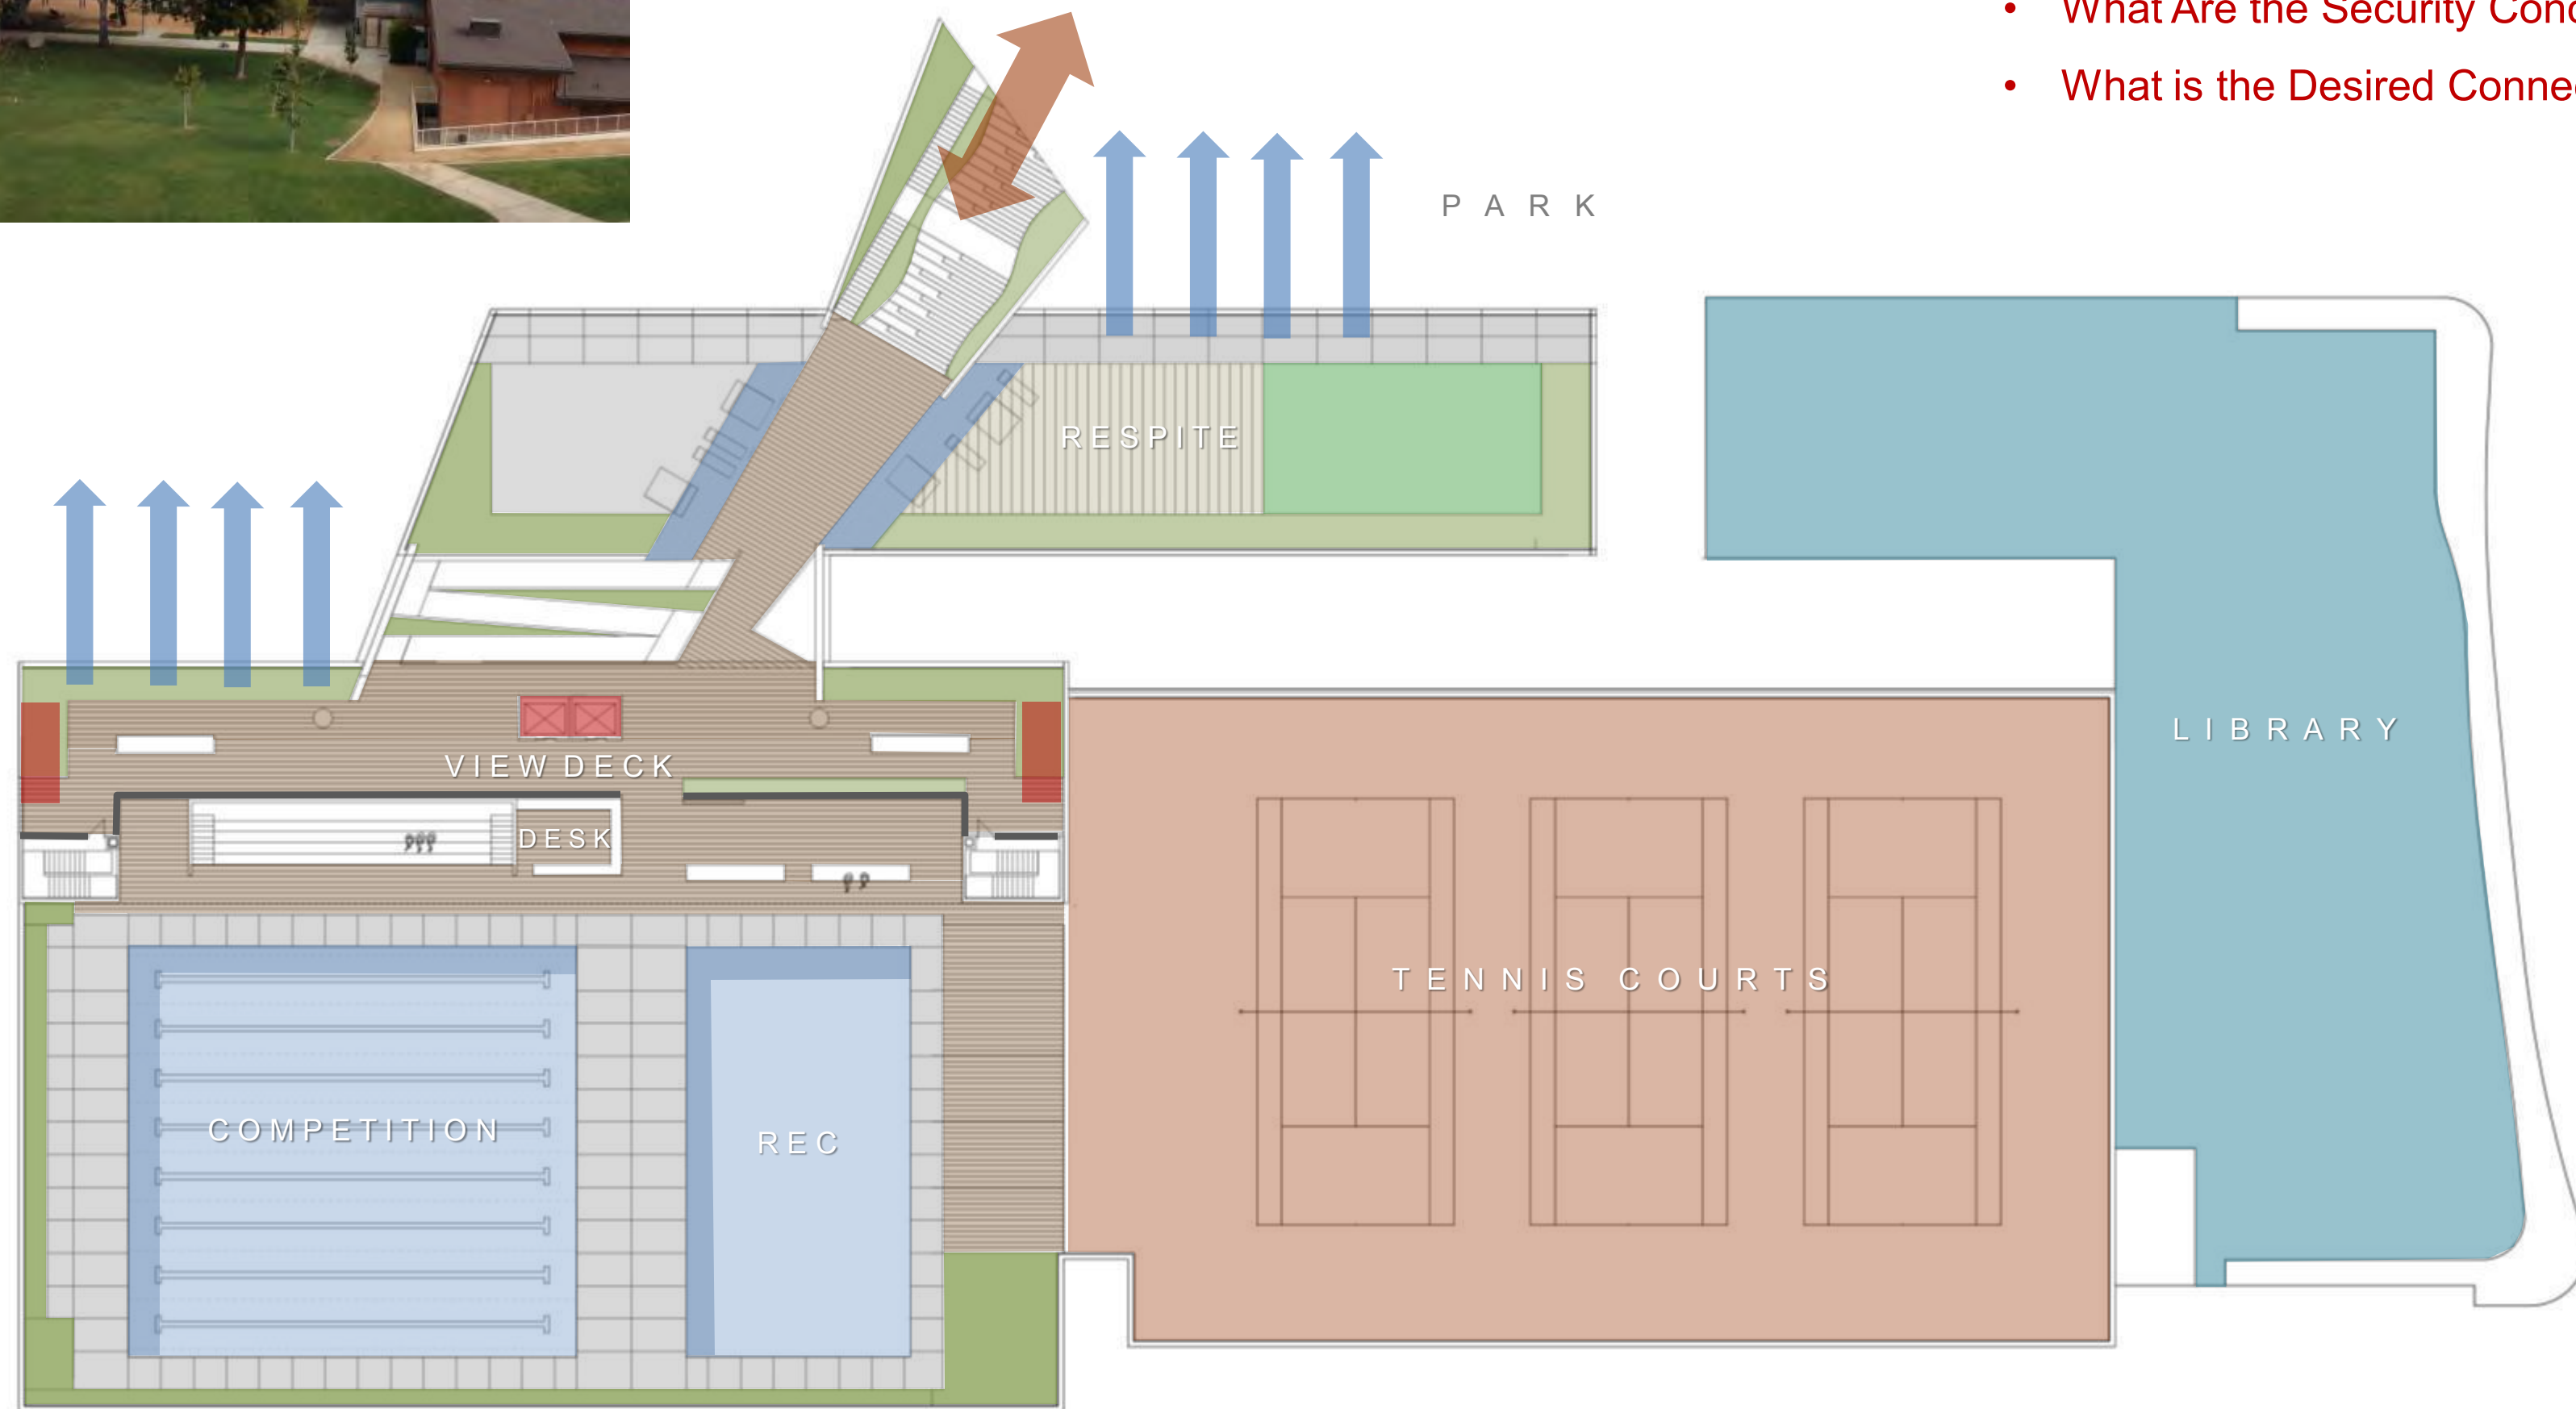 • What Are the Security
• What is the Desired
PARK
RESPITE
LIBRARY
VIEW DECK
DESK
TENNIS COURTS
COMPETITION
REC